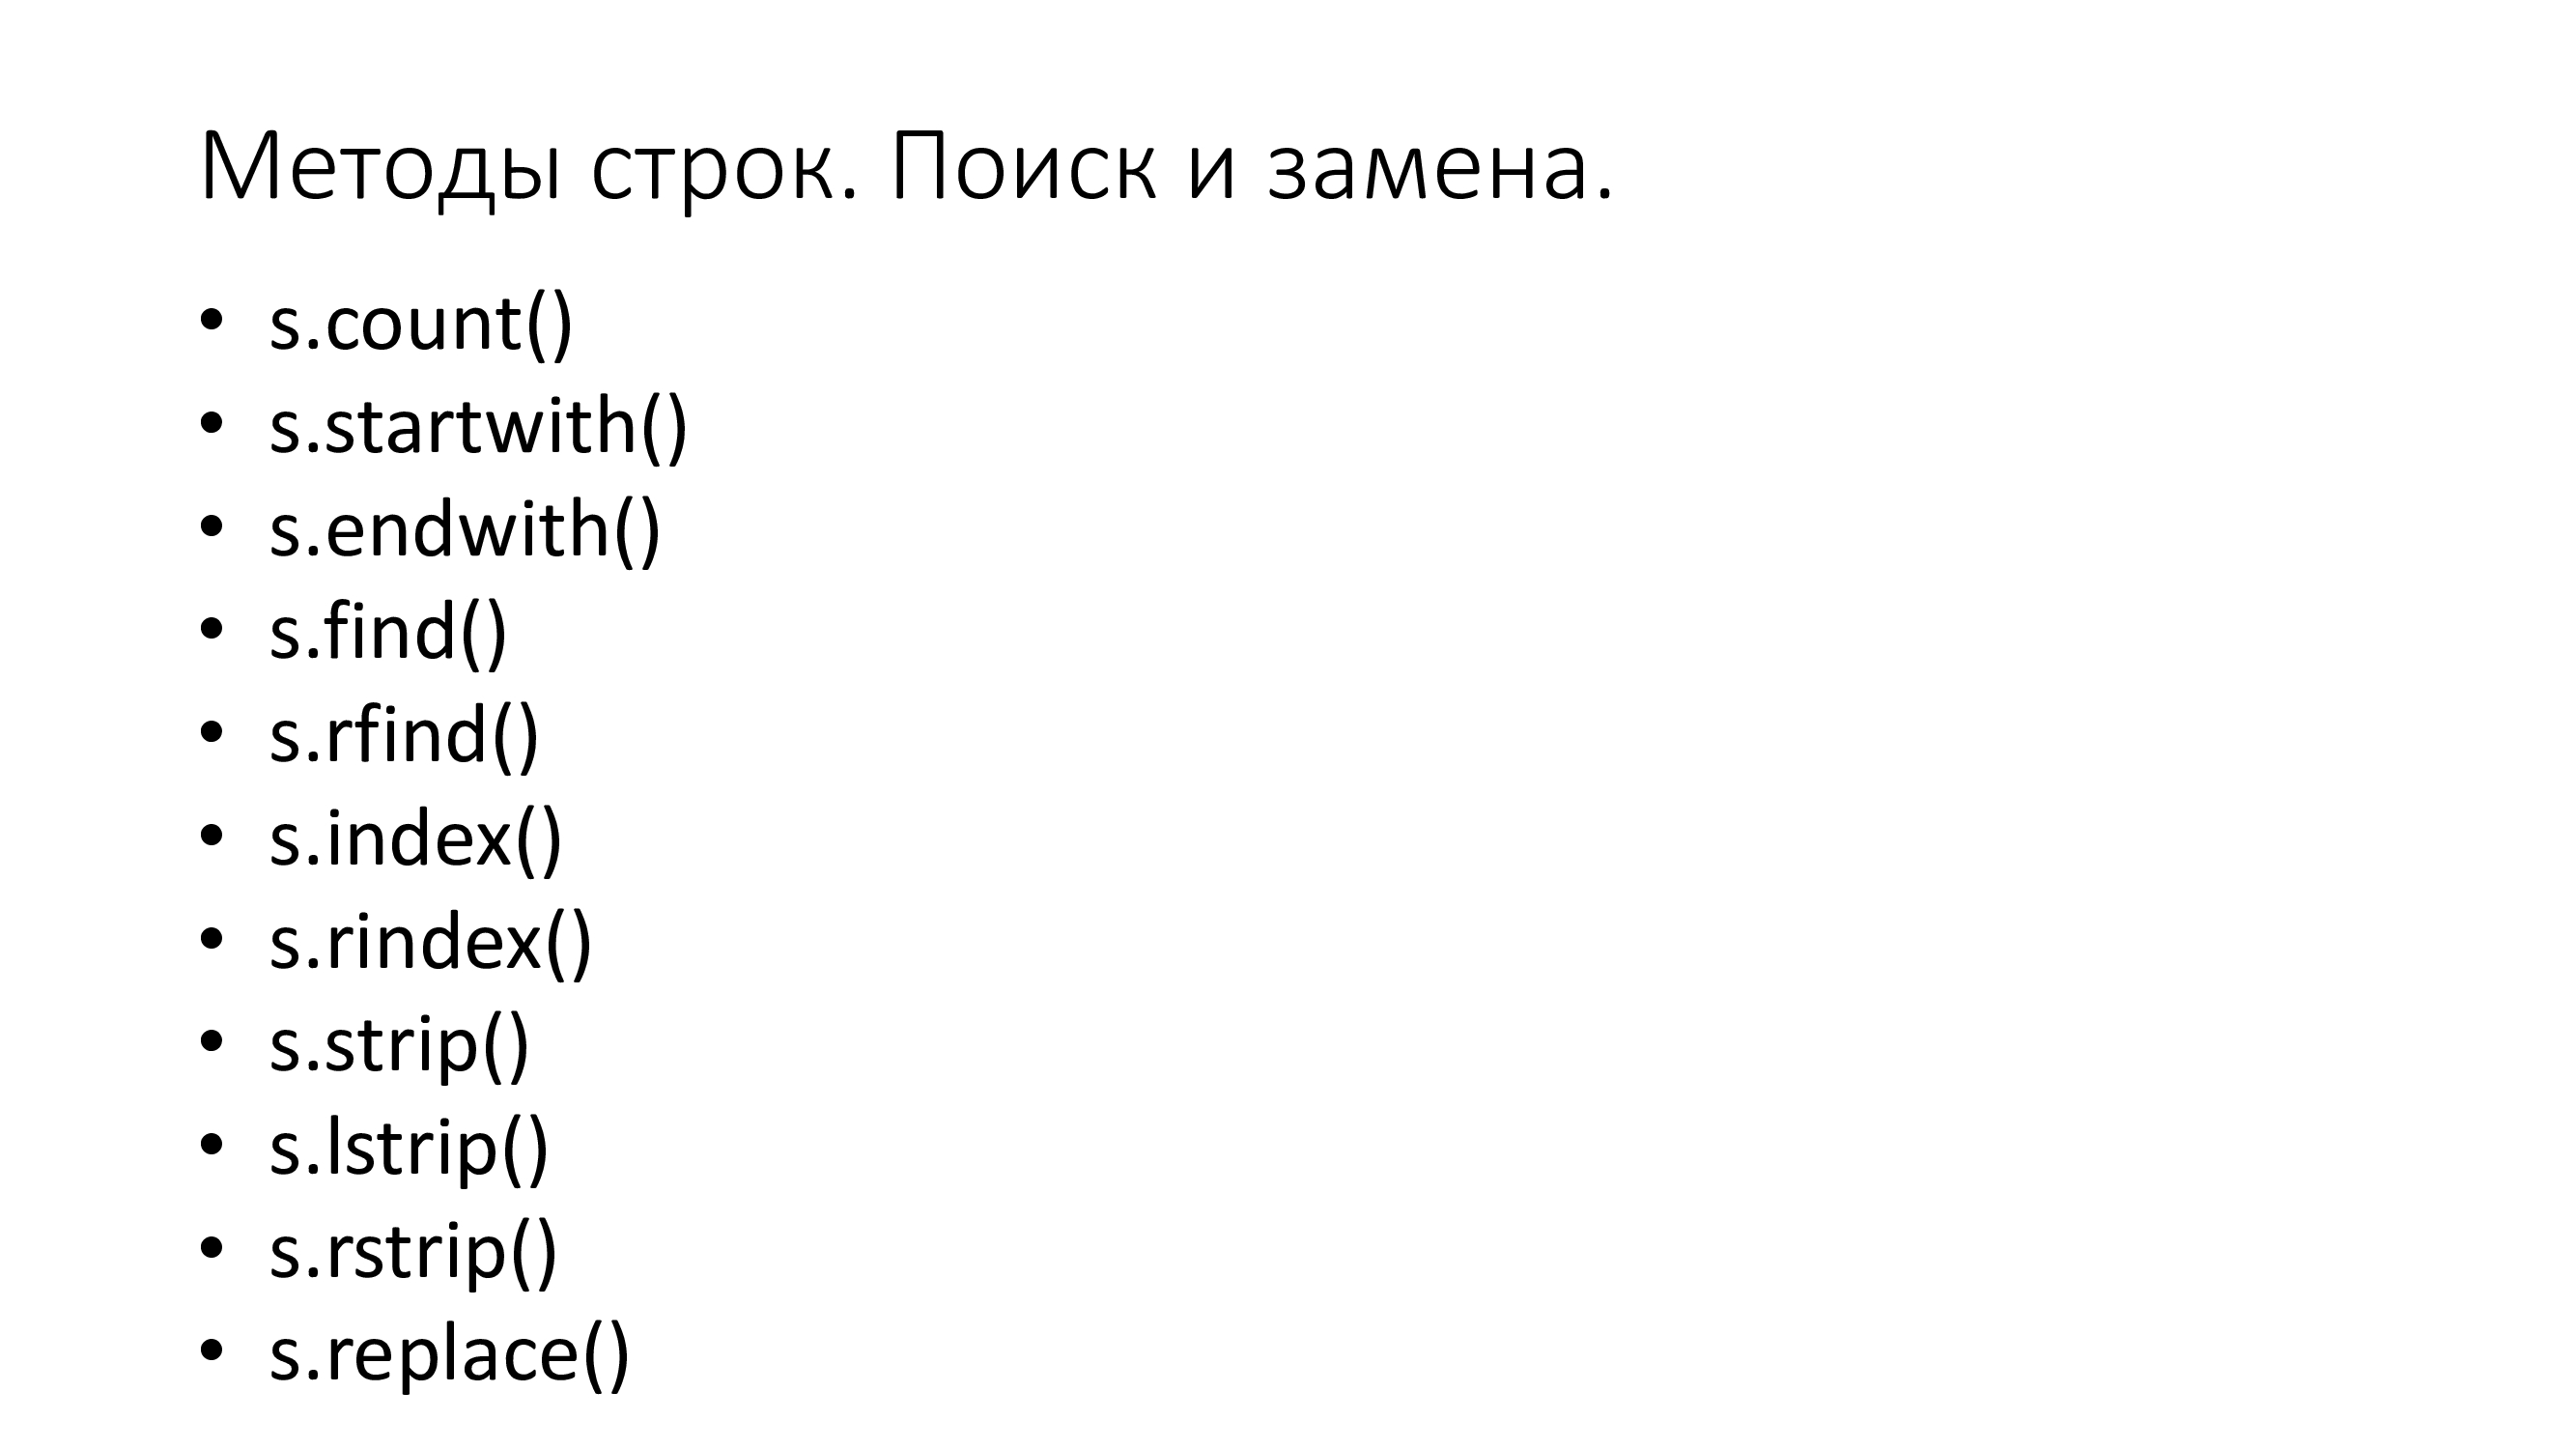 Методы строк. Поиск и замена.
• s.count()
• s.startwith()
• s.endwith()
• s.find()
• s.rfind()
• s.index()
• s.rindex()
• s.strip()
• s.lstrip()
• s.rstrip()
• s.replace()